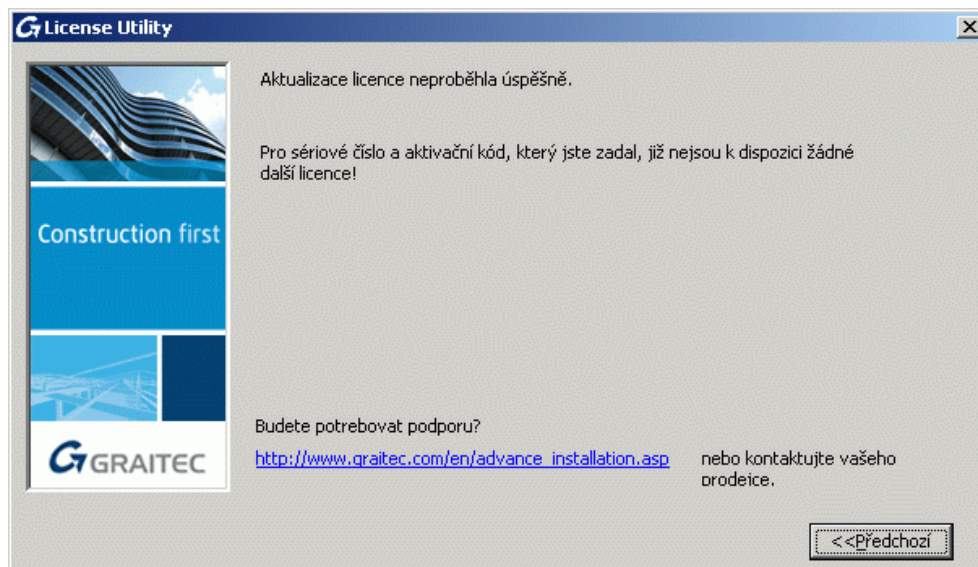 License Utility
Aktualizace licence neproběhla úspěšně.
Pro sériové číslo a aktivační kód, který jste zadal, již nejsou k dispozici žádné
další licence!
Construction first
GRAITEC
Budete potrebovat podporu?
http://www.graitec.com/en/advance_installation.asp nebo kontaktujte vašeho
prodejce.
<<Předchozí